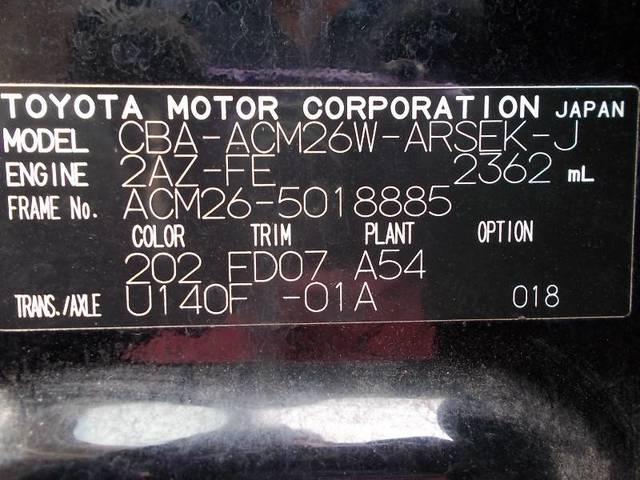 TOYOTA MOTOR CORPORATION JAPAN
MODEL CBA-ACM26W-ARSEK-J
ENGINE 2AZ-FE 2362 mL
FRAME No. ACM26-5018885
COLOR TRIM PLANT OPTION
202 FD07 A54
TRANS./AXLE U140F -01A 018